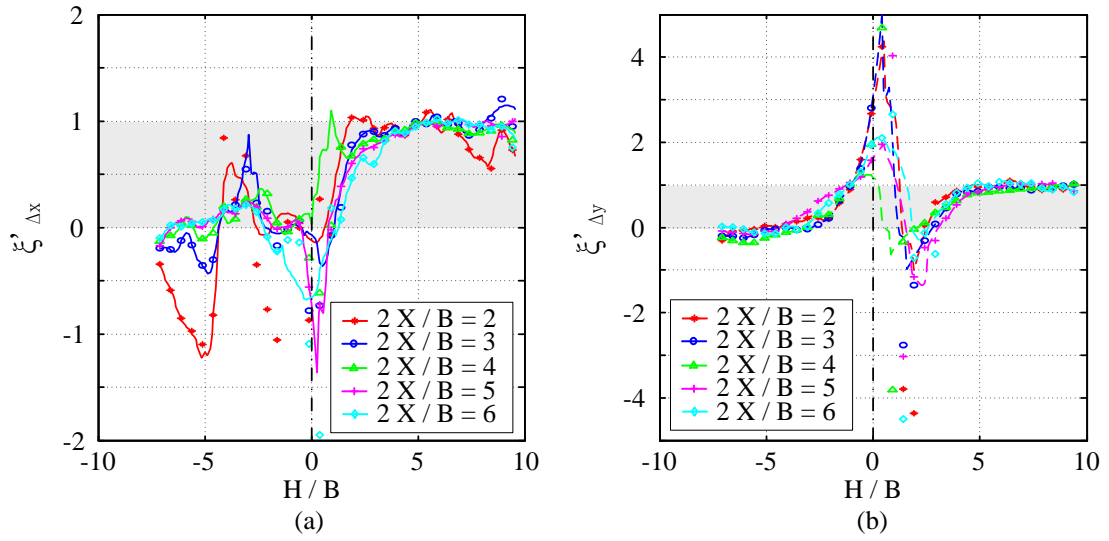 2
1
0
-1
-2
-10
-5
0
5
10
ξ' Δx
H / B
(a)
2 X / B = 2
2 X / B = 3
2 X / B = 4
2 X / B = 5
2 X / B = 6
4
2
0
-2
-4
-10
-5
0
5
10
ξ' Δy
H / B
(b)
2 X / B = 2
2 X / B = 3
2 X / B = 4
2 X / B = 5
2 X / B = 6